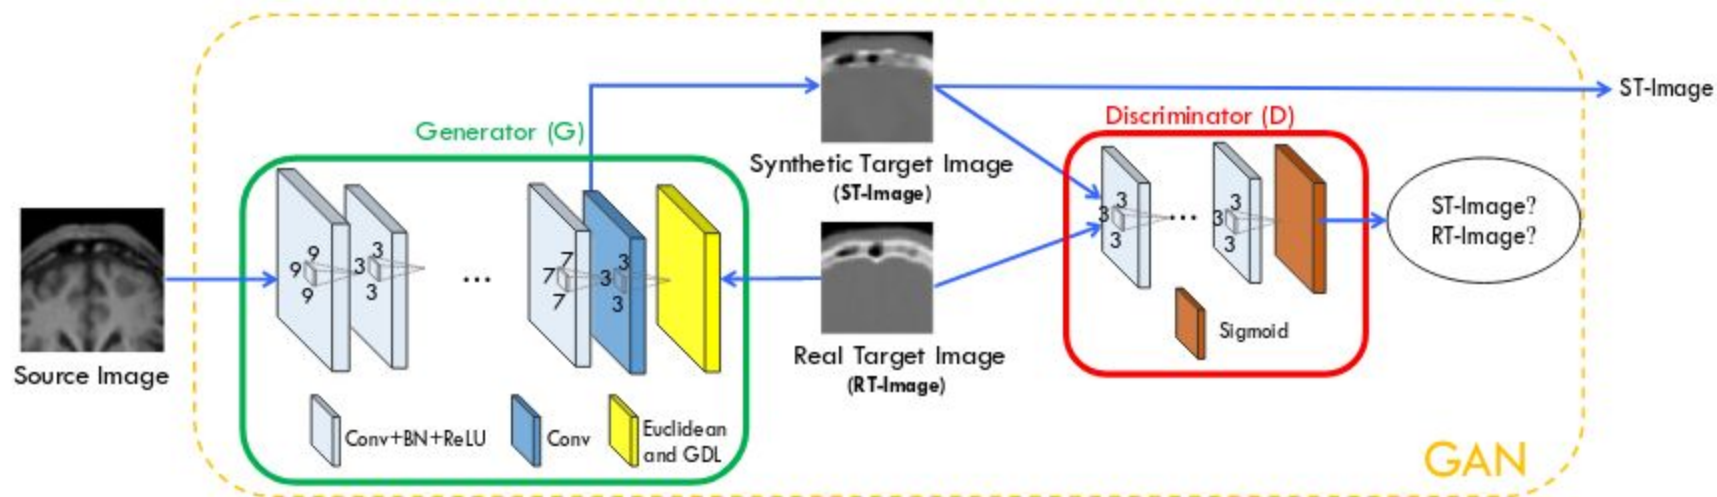 Generator (G)
9
9
9
3
3
3
...
7
7
7
3
3
3
Conv+BN+ReLU
Conv
Euclidean
and GDL
Source Image
Synthetic Target Image
(ST-Image)
Real Target Image
(RT-Image)
Discriminator (D)
3
3
3
...
3
3
3
Sigmoid
ST-Image
ST-Image?
RT-Image?
GAN